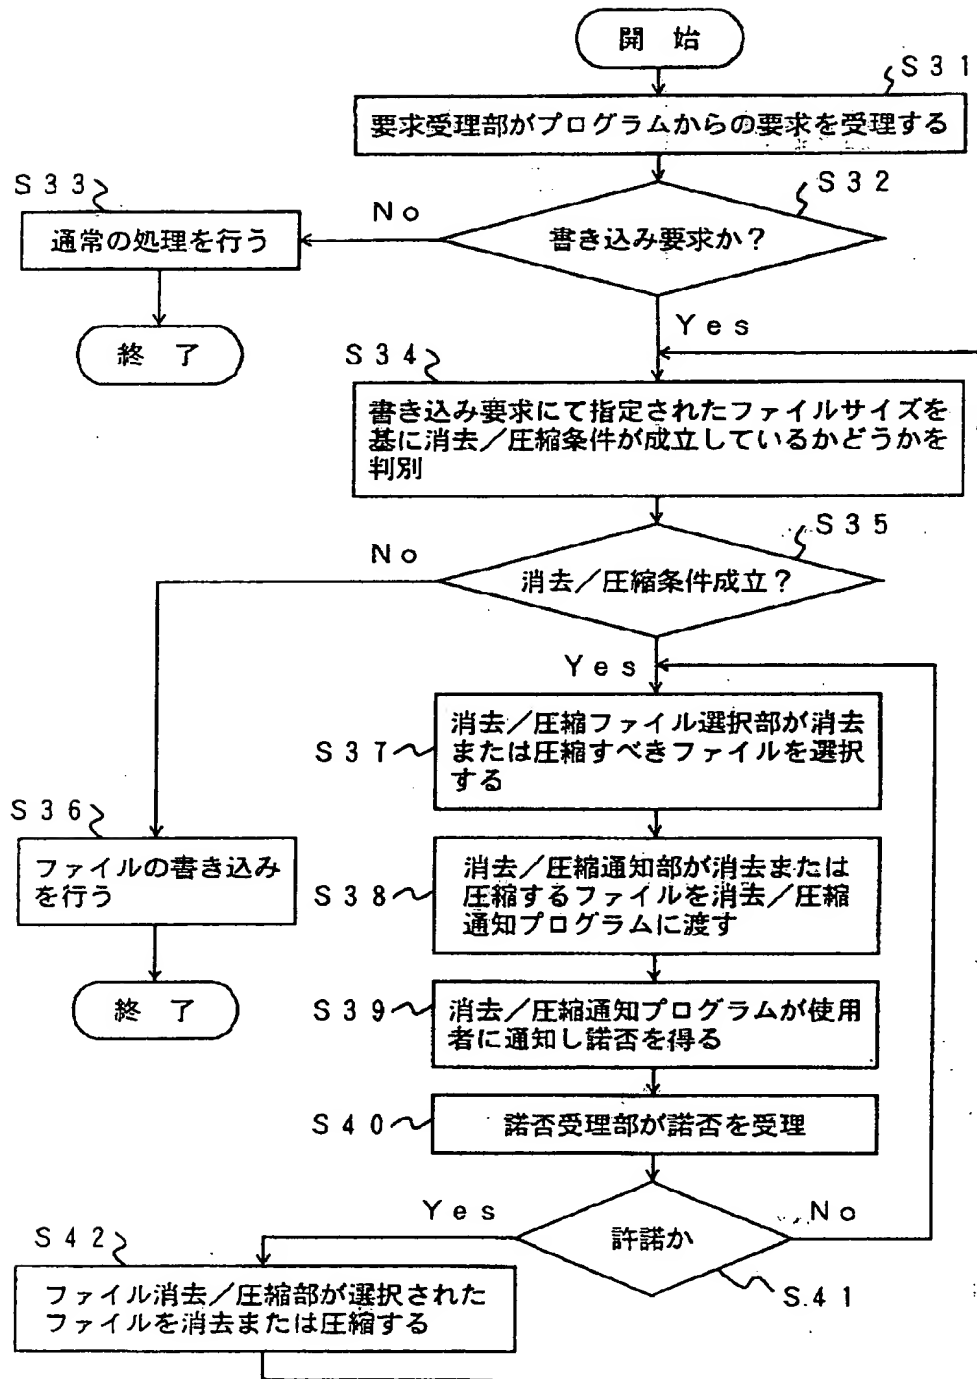 開 始
S31
要求受理部がプログラムからの要求を受理する
S32
書き込み要求か?
No
S33
通常の処理を行う
終 了
Yes
S34
書き込み要求にて指定されたファイルサイズを
基に消去/圧縮条件が成立しているかどうかを
判別
S35
消去/圧縮条件成立?
No
Yes
S37
消去/圧縮ファイル選択部が消去
または圧縮すべきファイルを選択
する
S36
ファイルの書き込み
を行う
終 了
S38
消去/圧縮通知部が消去または
圧縮するファイルを消去/圧縮
通知プログラムに渡す
S39
消去/圧縮通知プログラムが使用
者に通知し諾否を得る
S40
諾否受理部が諾否を受理
許諾か
Yes
No
S41
S42
ファイル消去/圧縮部が選択された
ファイルを消去または圧縮する